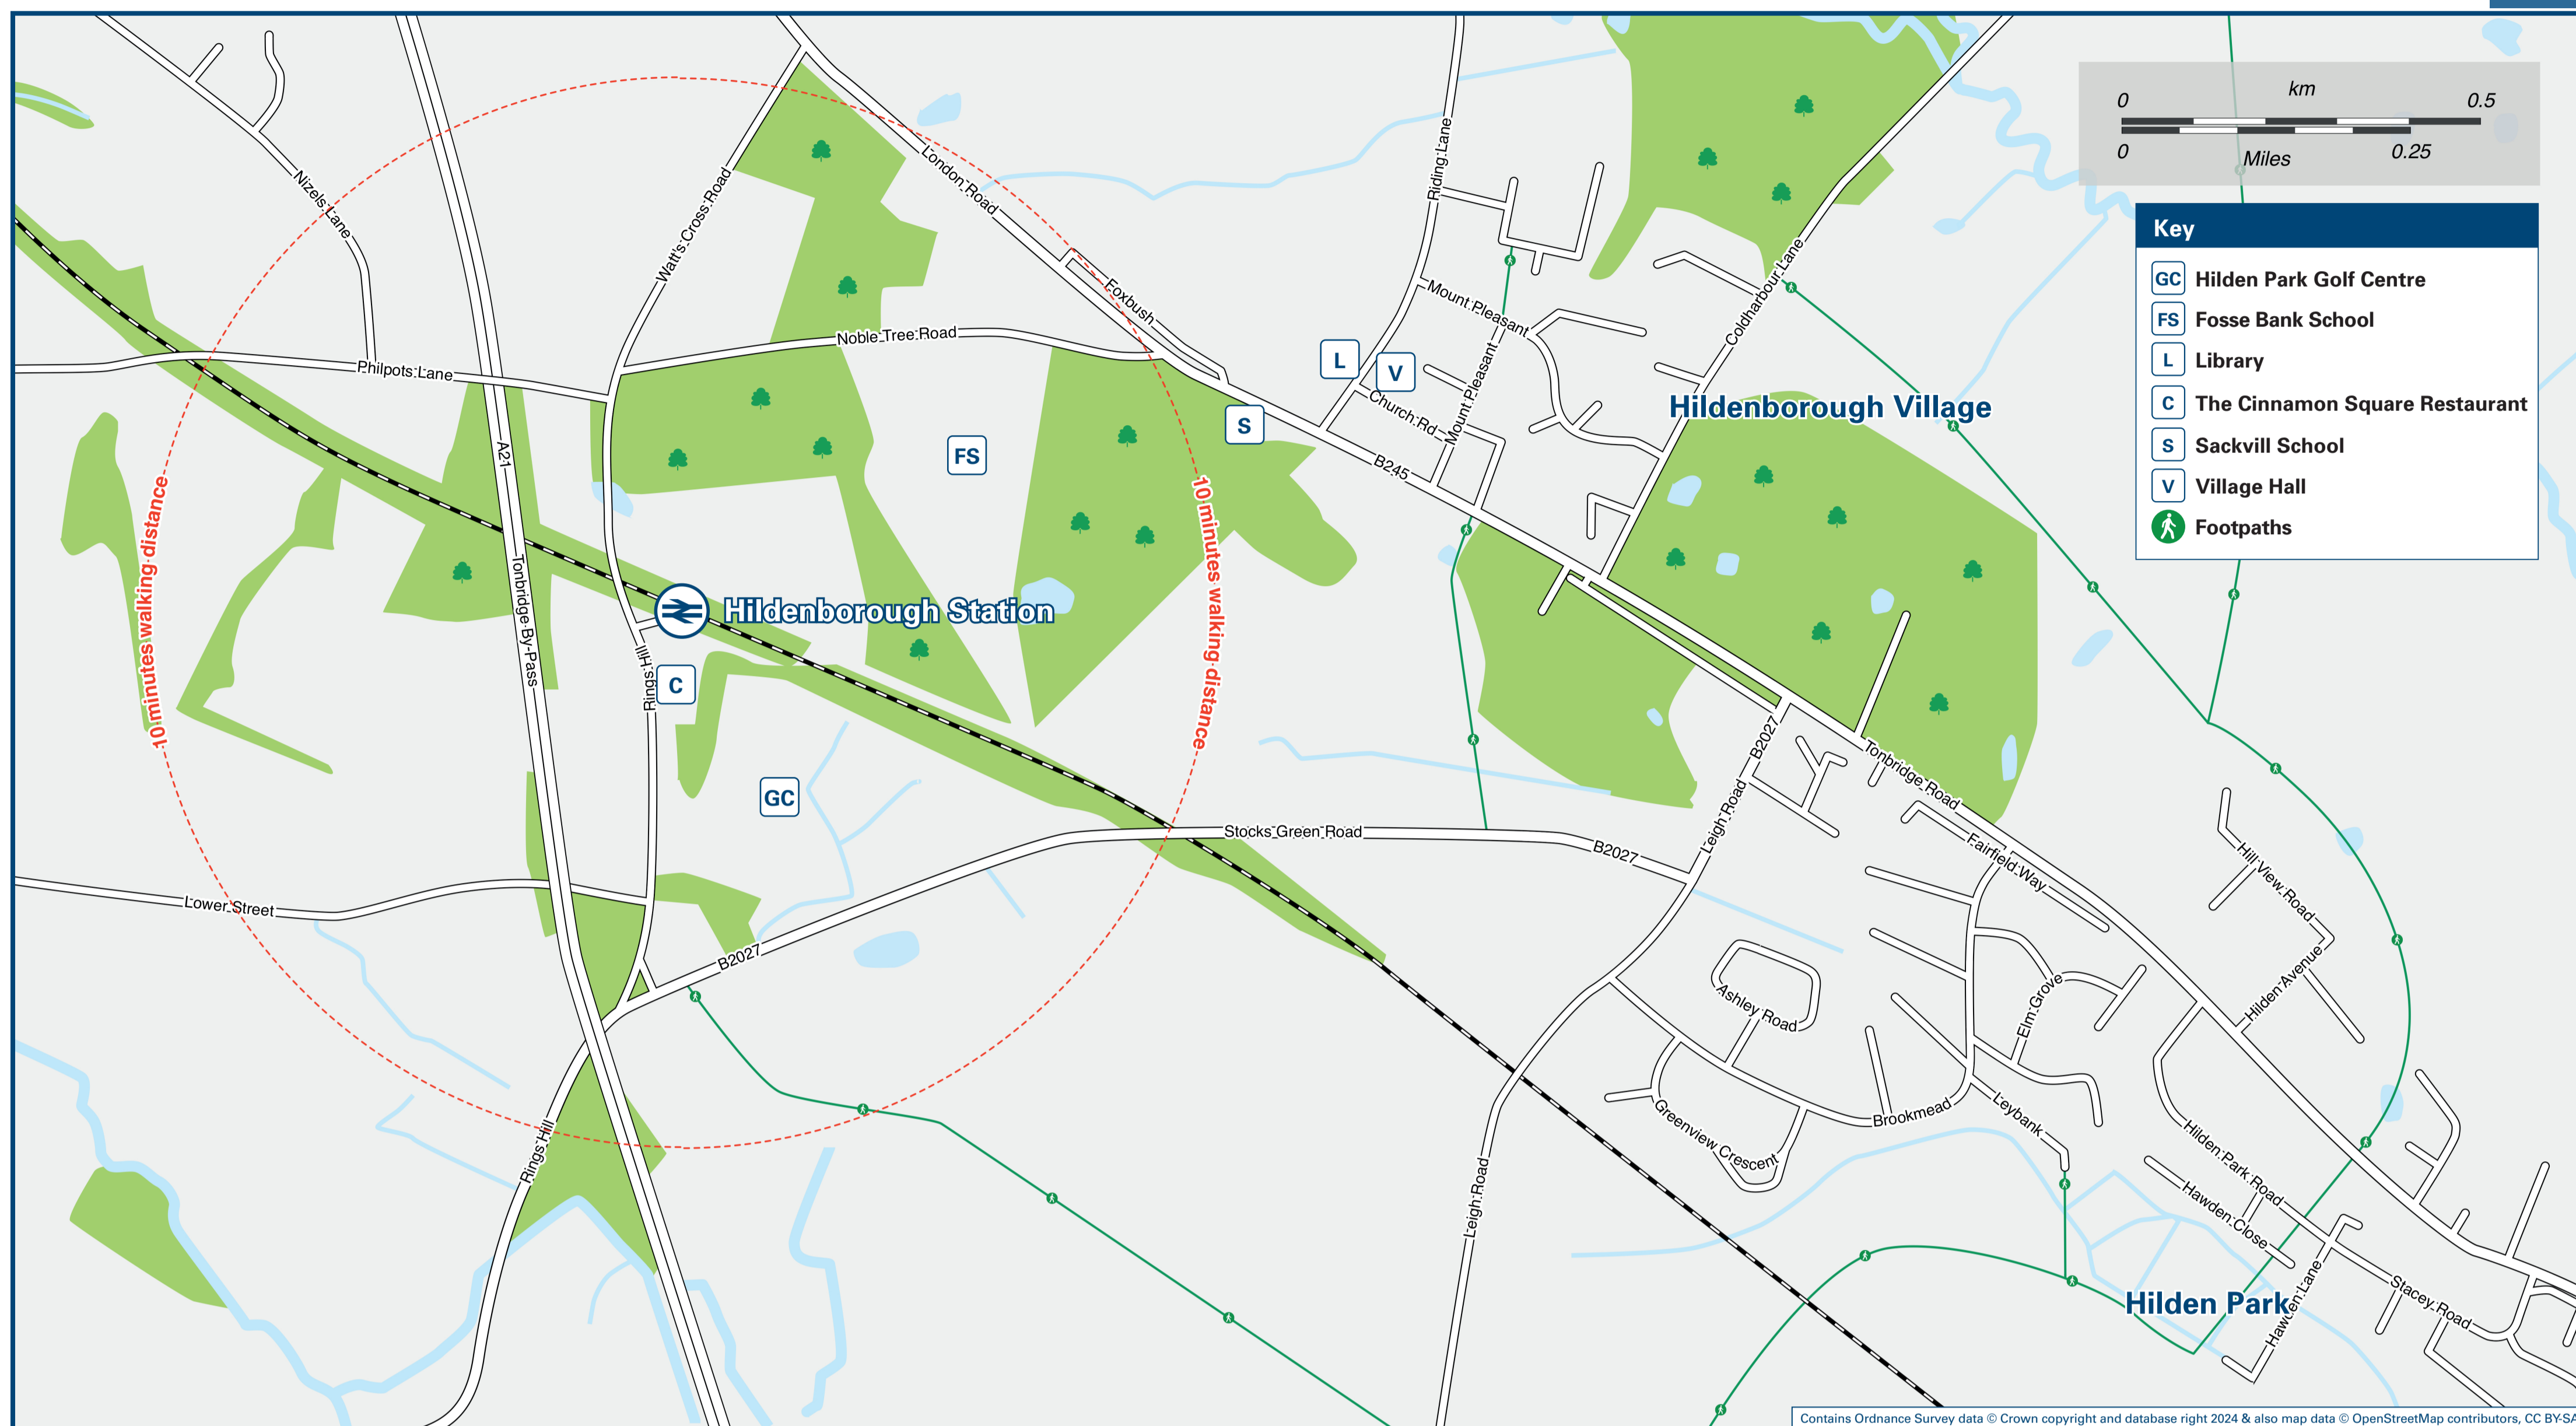 km
0 0.5
0 Miles 0.25
Key
GC Hilden Park Golf Centre
FS Fosse Bank School
L Library
C The Cinnamon Square Restaurant
S Sackvill School
V Village Hall
Footpaths
Nizels Lane
London Road
Watt's Cross Road
Riding Lane
Foxbush
Noble Tree Road
Philpots Lane
Mount Pleasant
Mount Pleasant
Coldharbour Lane
L
V
Church Rd
S
Hildenborough Village
FS
A21
B245
10 minutes walking distance
10 minutes walking distance
Hildenborough Station
Tonbridge By-Pass
Rings Hill
C
GC
B2027
Tonbridge Road
Leigh Road
Stocks Green Road
B2027
Fairfield Way
Hill View Road
Lower Street
B2027
Ashley Road
Elm Grove
Hilden Avenue
Brookmead
Leybank
Greenview Crescent
Rings Hill
Leigh Road
Hilden Park Road
Hawden Close
Hilden Park
Hawden Lane
Stacey Road
Contains Ordnance Survey data © Crown copyright and database right 2024 & also map data © OpenStreetMap contributors, CC BY-SA